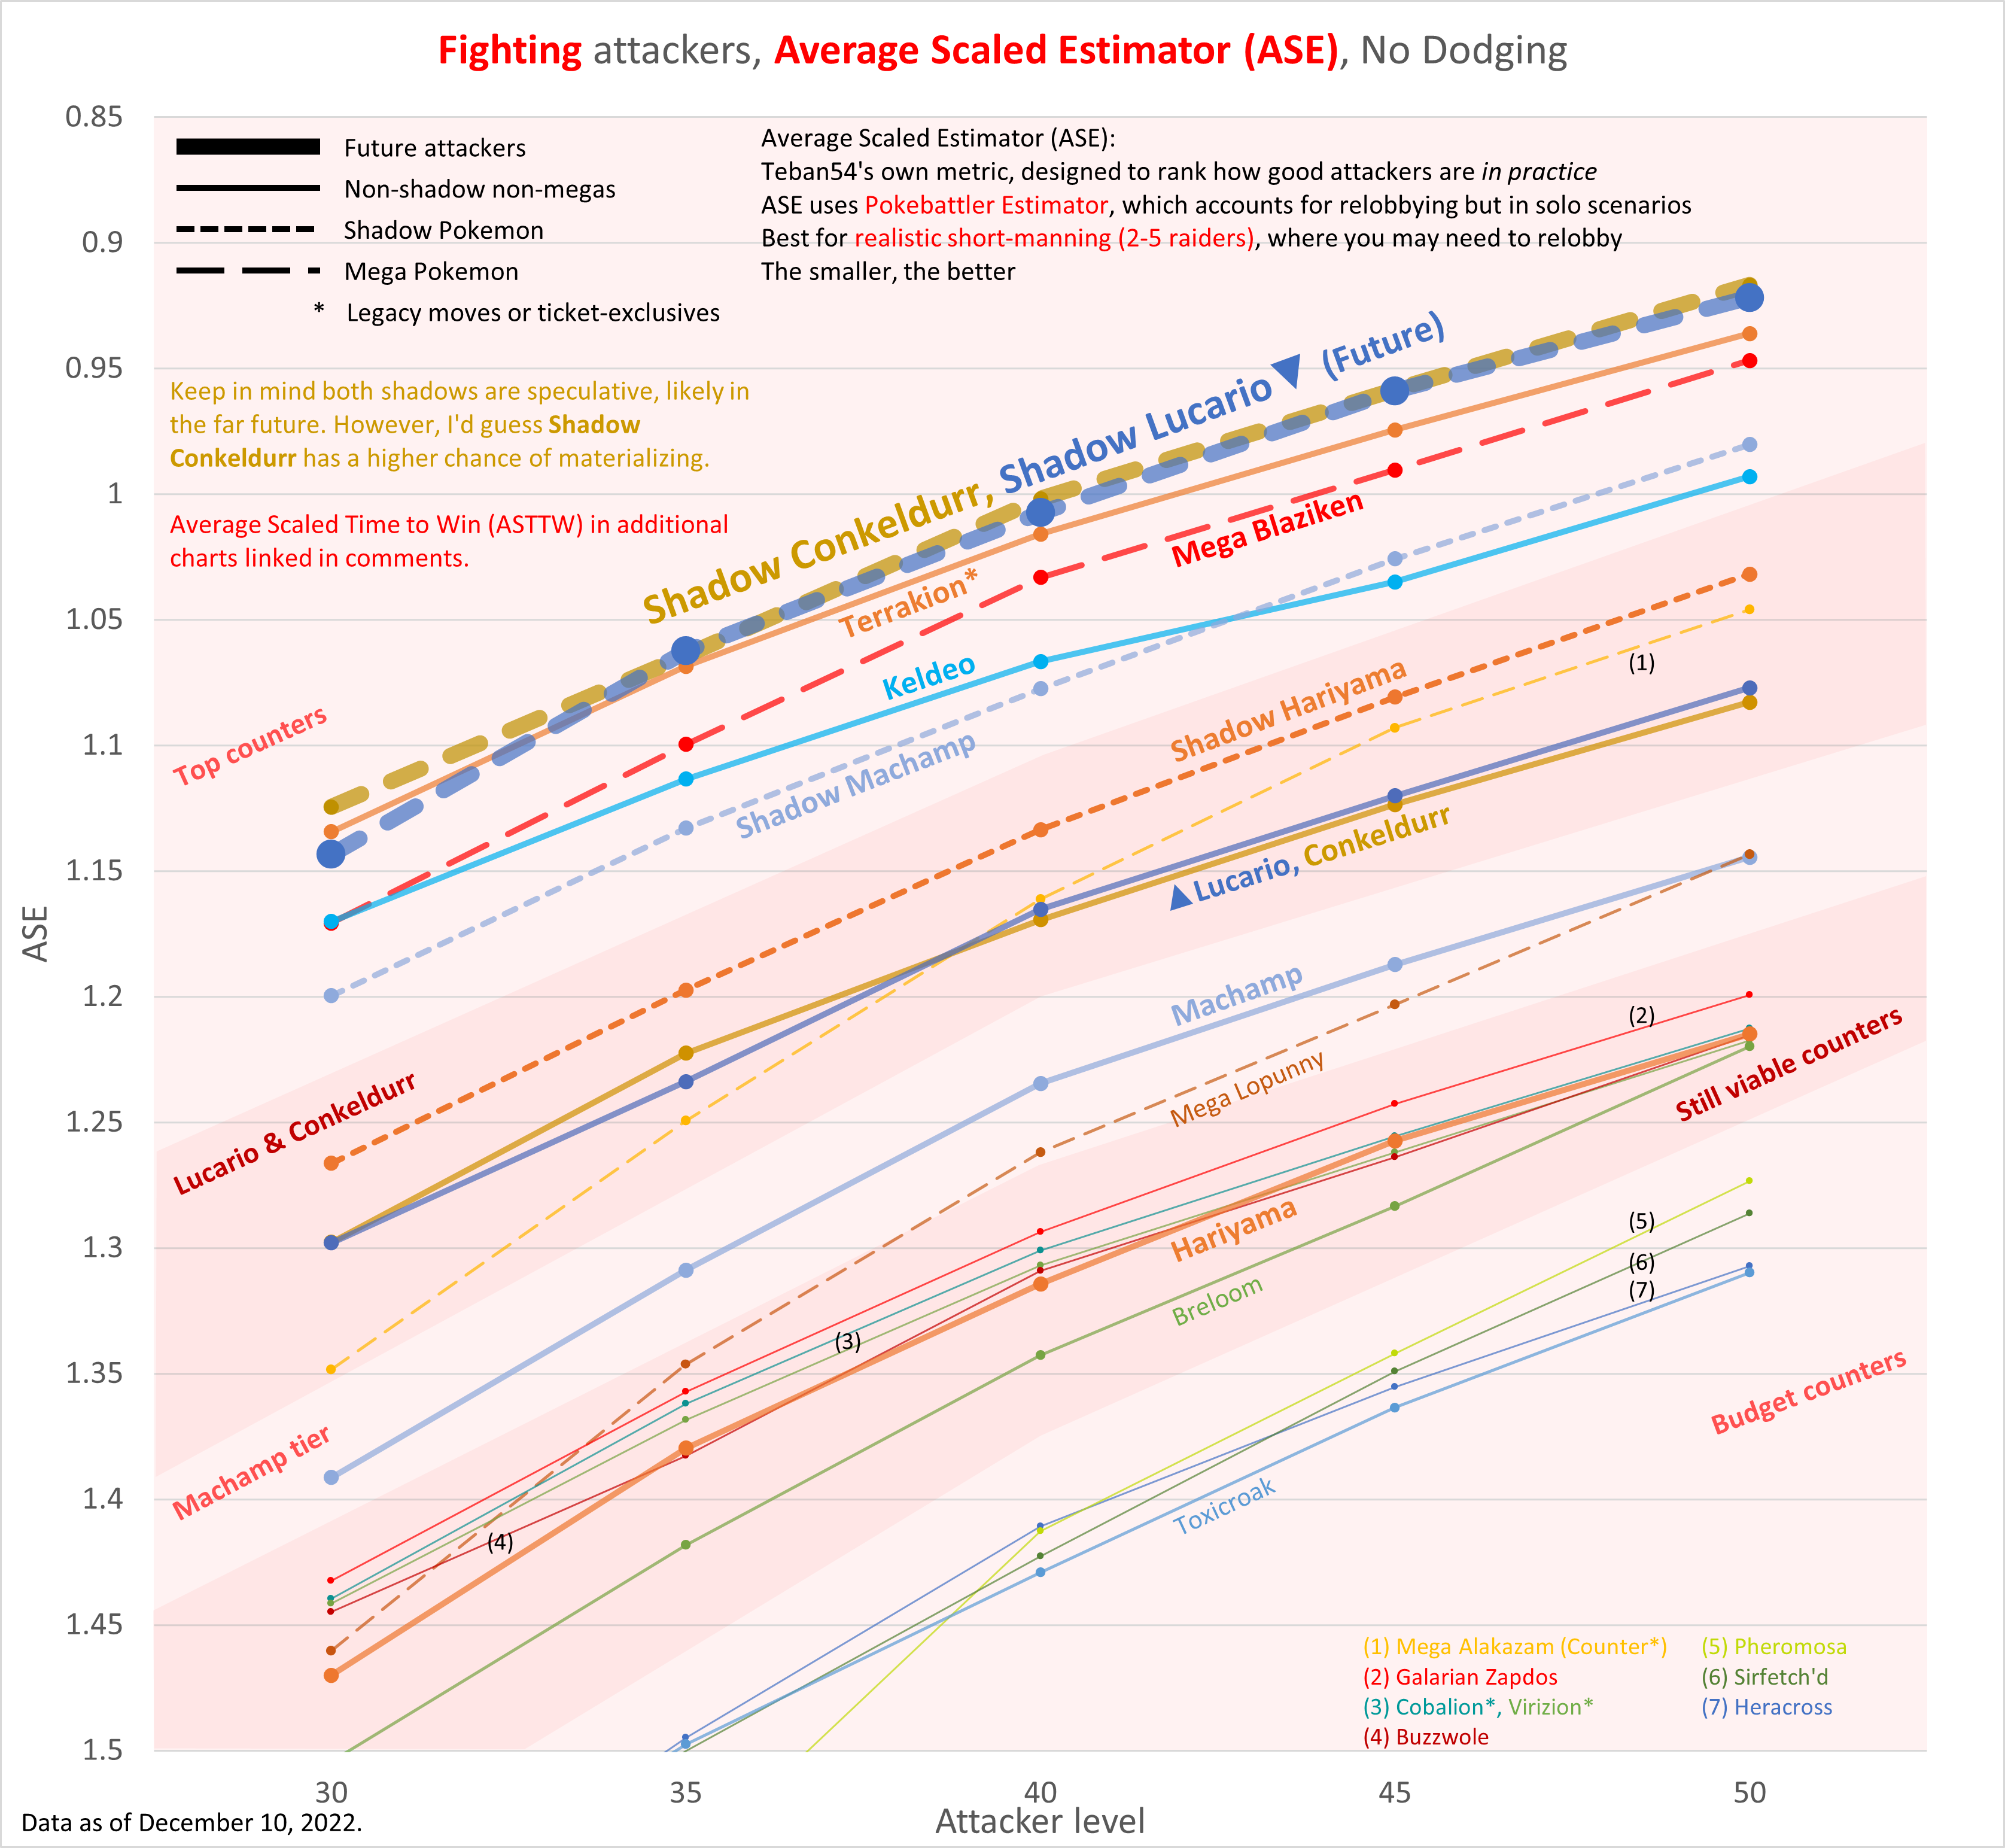 Fighting attackers, Average Scaled Estimator (ASE), No Dodging
0.85
0.9
0.95
1
1.05
1.1
1.15
1.2
1.25
1.3
1.35
1.4
1.45
1.5
ASE
Future attackers
Non-shadow non-megas
Shadow Pokemon
Mega Pokemon
* Legacy moves or ticket-exclusives
Average Scaled Estimator (ASE):
Teban54's own metric, designed to rank how good attackers are in practice
ASE uses Pokebattler Estimator, which accounts for relobbying but in solo scenarios
Best for realistic short-manning (2-5 raiders), where you may need to relobby
The smaller, the better
Keep in mind both shadows are speculative, likely in
the far future. However, I'd guess Shadow
Conkeldurr has a higher chance of materializing.
Average Scaled Time to Win (ASTTW) in additional
charts linked in comments.
Shadow Conkeldurr, Shadow Lucario ▼ (Future)
Terrakion*
Mega Blaziken
Keldeo
Shadow Machamp
Shadow Hariyama
(1)
▲Lucario, Conkeldurr
Machamp
Mega Lopunny
(2)
Hariyama
Breloom
(3)
(4)
(5)
(6)
(7)
Toxicroak
Top counters
Lucario & Conkeldurr
Machamp tier
Still viable counters
Budget counters
(1) Mega Alakazam (Counter*)
(2) Galarian Zapdos
(3) Cobalion*, Virizion*
(4) Buzzwole
(5) Pheromosa
(6) Sirfetch'd
(7) Heracross
30
35
40
45
50
Attacker level
Data as of December 10, 2022.